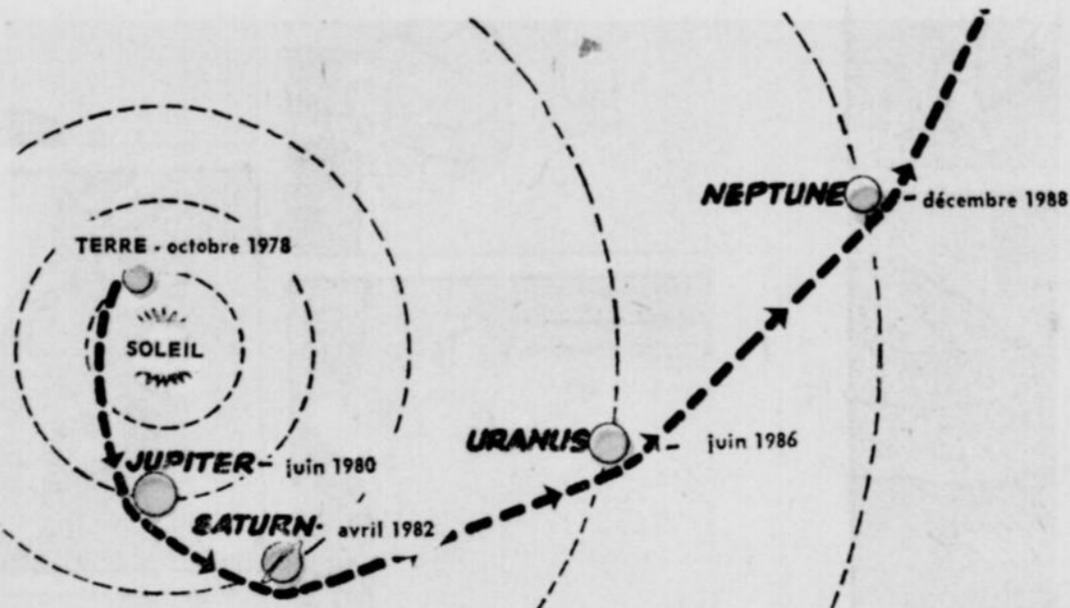 NEPTUNE - décembre 1988
TERRE - octobre 1978
SOLEIL
URANUS - juin 1986
JUPITER - juin 1980
SATURN - avril 1982